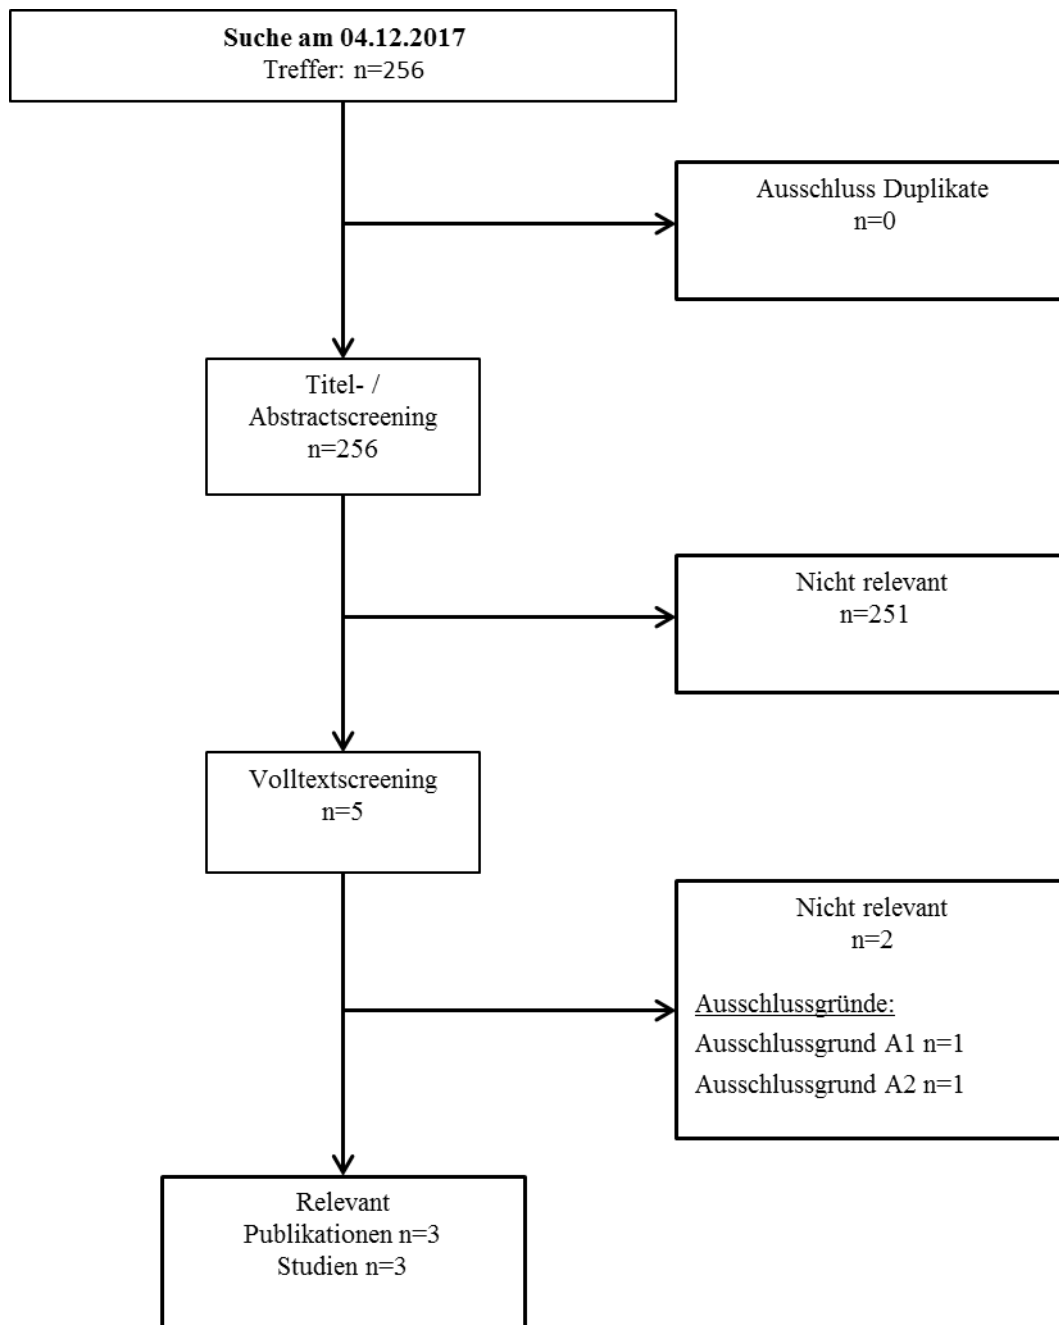 Suche am 04.12.2017
Treffer: n=256
Ausschluss Duplikate
n=0
Titel- /
Abstractscreening
n=256
Nicht relevant
n=251
Volltextscreening
n=5
Nicht relevant
n=2
Ausschlussgründe:
Ausschlussgrund A1 n=1
Ausschlussgrund A2 n=1
Relevant
Publikationen n=3
Studien n=3